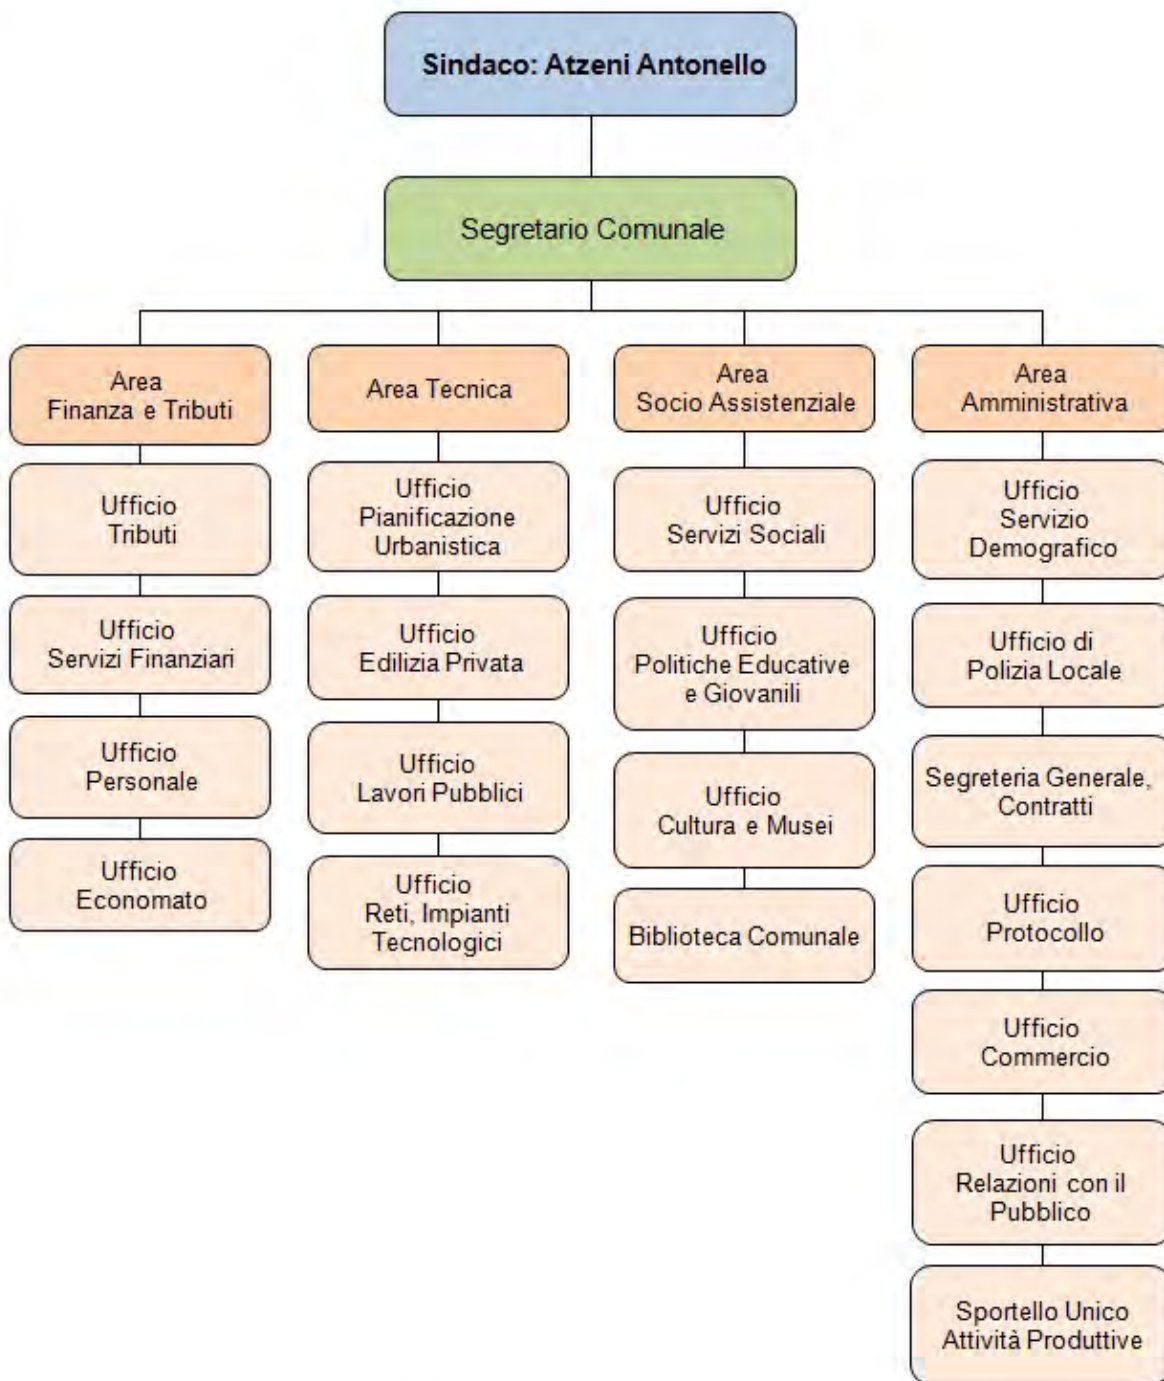 Sindaco: Atzeni Antonello
Segretario Comunale
Area
Finanza e Tributi
Ufficio
Tributi
Ufficio
Servizi Finanziari
Ufficio
Personale
Ufficio
Economato
Area Tecnica
Ufficio
Pianificazione
Urbanistica
Ufficio
Edilizia Privata
Ufficio
Lavori Pubblici
Ufficio
Reti, Impianti
Tecnologici
Area
Socio Assistenziale
Ufficio
Servizi Sociali
Ufficio
Politiche Educative
e Giovanili
Ufficio
Cultura e Musei
Biblioteca Comunale
Area
Amministrativa
Ufficio
Servizio
Demografico
Ufficio di
Polizia Locale
Segreteria Generale,
Contratti
Ufficio
Protocollo
Ufficio
Commercio
Ufficio
Relazioni con il
Pubblico
Sportello Unico
Attività Produttive